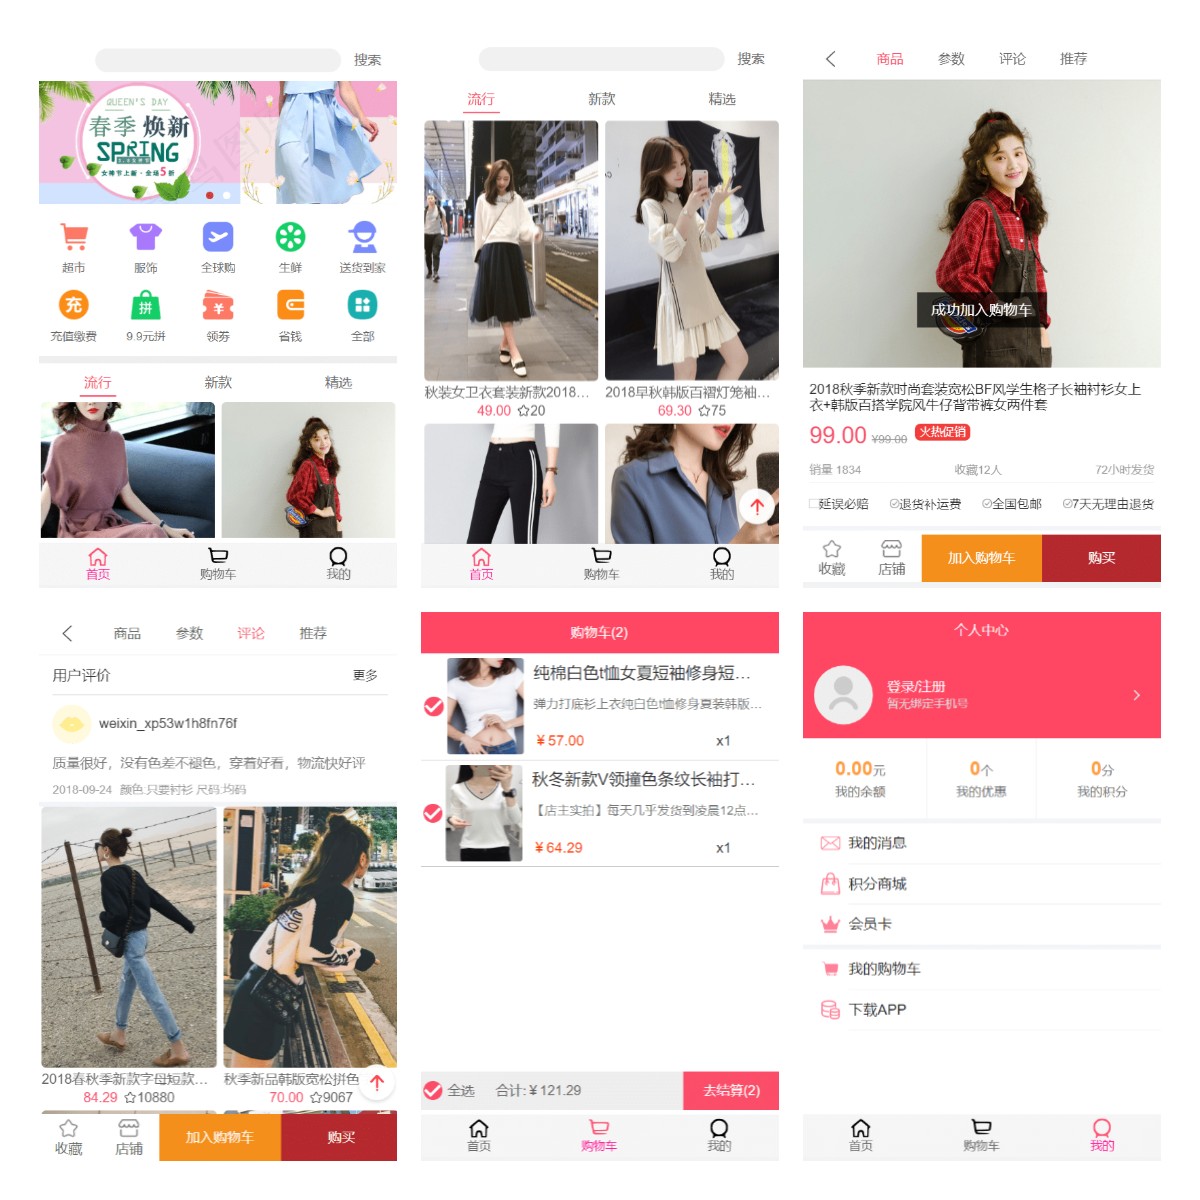 搜索
QUEEN'S DAY
春季 焕新
SPRING
女神节上新·全场5折
超市
服饰
全球购
生鲜
送货到家
充
拼
充值缴费
9.9元拼
领券
省钱
全部
流行
新款
精选
首页
购物车
我的
搜索
流行
新款
精选
秋装女卫衣套装新款2018...
2018早秋韩版百褶灯笼袖...
49.00 ☆20
69.30 ☆75
首页
购物车
我的
商品
参数
评论
推荐
成功加入购物车
2018秋季新款时尚套装宽松BF风学生格子长袖衬衫女上
衣+韩版百搭学院风牛仔背带裤女两件套
99.00 ¥99.00 火热促销
销量 1834
收藏12人
72小时发货
延误必赔
退货补运费
全国包邮
7天无理由退货
收藏
店铺
加入购物车
购买
商品
参数
评论
推荐
用户评价
更多
weixin_xp53w1h8fn76f
质量很好，没有色差不褪色，穿着好看，物流快好评
2018-09-24 颜色:只要衬衫 尺码:均码
2018春秋季新款字母短款...
秋季新品韩版宽松拼色
84.29 ☆10880
70.00 ☆9067
收藏
店铺
加入购物车
购买
购物车(2)
纯棉白色t恤女夏短袖修身短...
弹力打底衫上衣纯白色t恤修身夏装韩版...
¥57.00
x1
秋冬新款V领撞色条纹长袖打...
【店主实拍】每天几乎发货到凌晨12点...
¥64.29
x1
全选
合计:¥121.29
去结算(2)
首页
购物车
我的
个人中心
登录/注册
暂无绑定手机号
0.00元
0个
0分
我的余额
我的优惠
我的积分
我的消息
积分商城
会员卡
我的购物车
下载APP
首页
购物车
我的